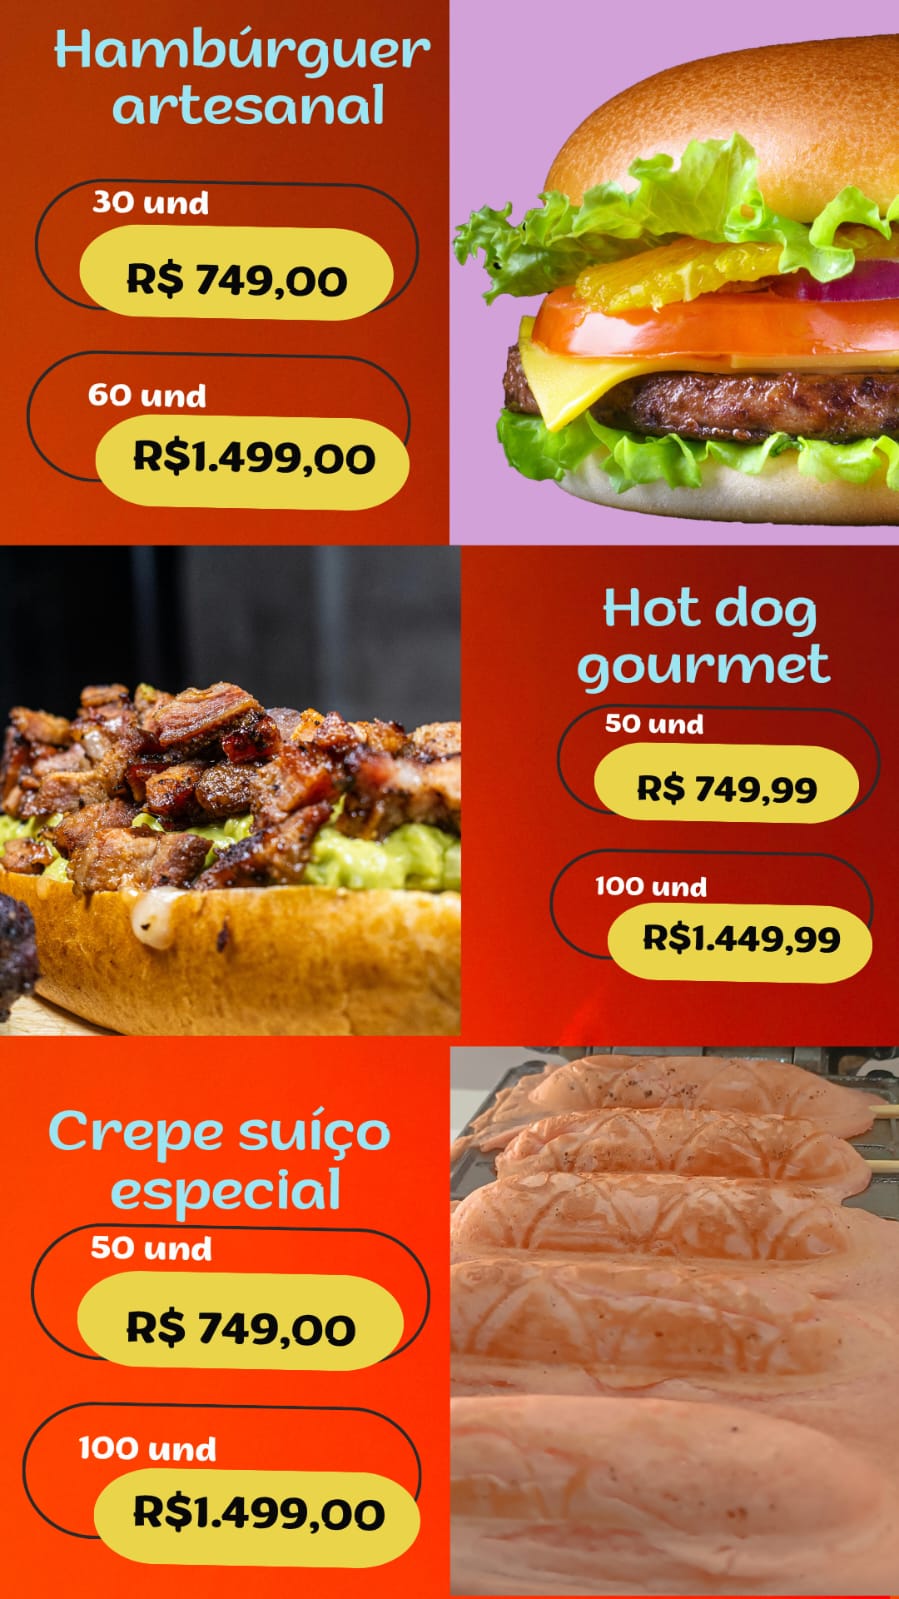 Hambúrguer
artesanal
30 und
R$ 749,00
60 und
R$1.499,00
Hot dog
gourmet
50 und
R$ 749,99
100 und
R$1.449,99
Crepe suíço
especial
50 und
R$ 749,00
100 und
R$1.499,00